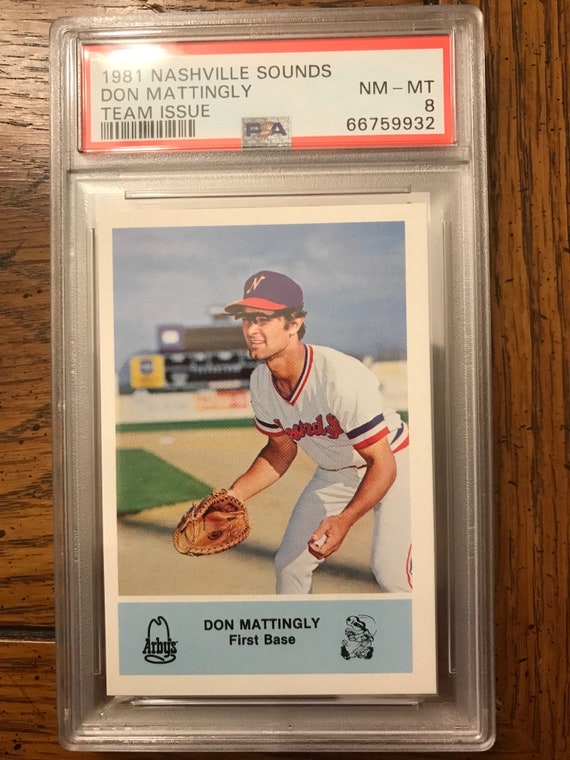 1981 NASHVILLE SOUNDS
DON MATTINGLY
TEAM ISSUE
NM – MT
8
PSA
66759932
N
Sounds
Arby's
DON MATTINGLY
First Base